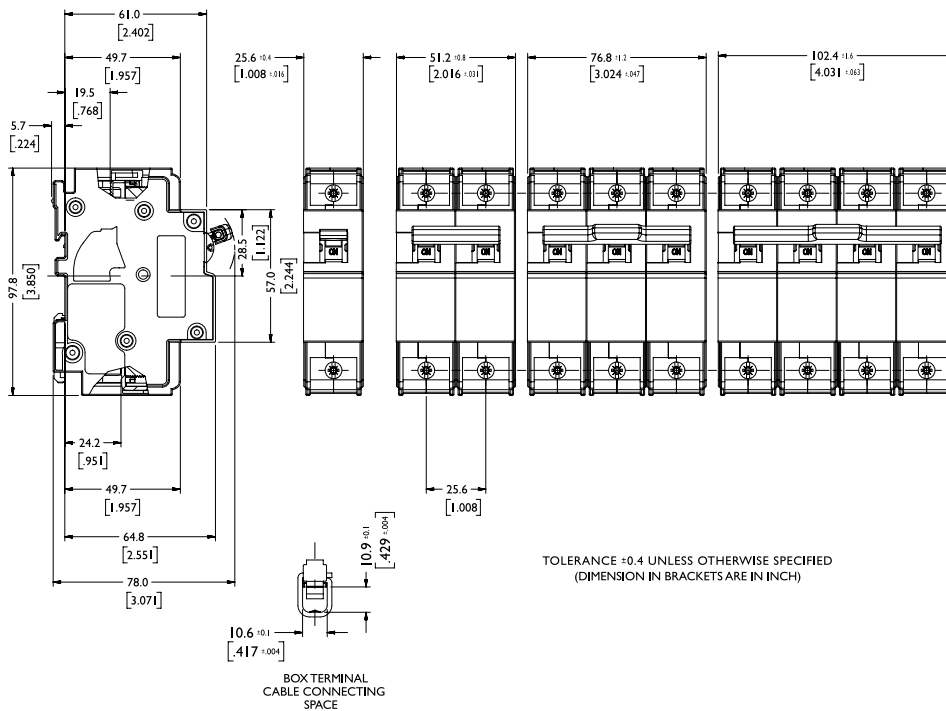 61.0
[2.402]
49.7
[1.957]
19.5
[.768]
5.7
[.224]
25.6 ±0.4
[1.008 ±.016]
51.2 ±0.8
[2.016 ±.031]
76.8 ±1.2
[3.024 ±.047]
102.4 ±1.6
[4.031 ±.063]
97.8
[3.850]
28.5
[1.122]
57.0
[2.244]
ON
ON
ON
ON
ON
ON
ON
ON
ON
24.2
[.951]
49.7
[1.957]
64.8
[2.551]
78.0
[3.071]
25.6
[1.008]
10.9 ±0.1
[.429 ±.004]
10.6 ±0.1
[.417 ±.004]
BOX TERMINAL
CABLE CONNECTING
SPACE
TOLERANCE ±0.4 UNLESS OTHERWISE SPECIFIED
(DIMENSION IN BRACKETS ARE IN INCH)